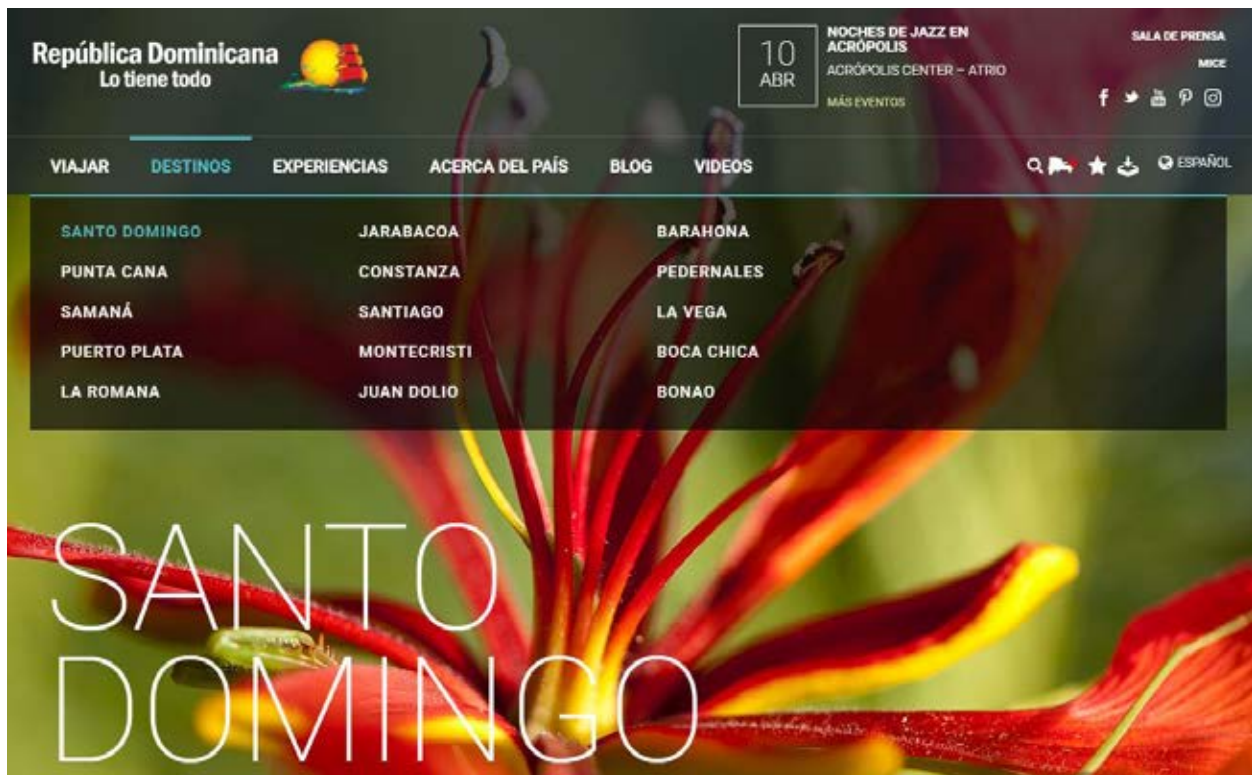 República Dominicana
Lo tiene todo
10
ABR
NOCHES DE JAZZ EN
ACRÓPOLIS
ACRÓPOLIS CENTER – ATRIO
MÁS EVENTOS
SALA DE PRENSA
MICE
VIAJAR DESTINOS EXPERIENCIAS ACERCA DEL PAÍS BLOG VIDEOS ESPAÑOL
SANTO DOMINGO JARABACOA BARAHONA
PUNTA CANA CONSTANZA PEDERNALES
SAMANÁ SANTIAGO LA VEGA
PUERTO PLATA MONTECRISTI BOCA CHICA
LA ROMANA JUAN DOLIO BONAO
SANTO
DOMINGO